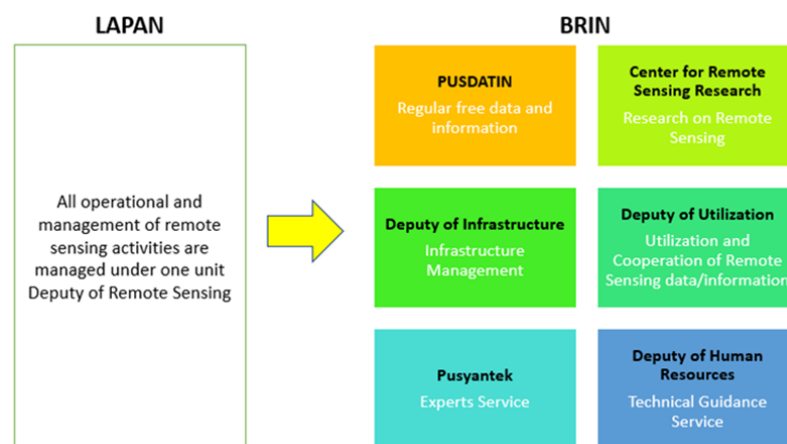 LAPAN
All operational and
management of remote
sensing activities are
managed under one unit
Deputy of Remote Sensing
BRIN
PUSDATIN
Regular free data and
information
Center for Remote
Sensing Research
Research on Remote
Sensing
Deputy of Infrastructure
Infrastructure
Management
Deputy of Utilization
Utilization and
Cooperation of Remote
Sensing data/information
Pusyantek
Experts Service
Deputy of Human
Resources
Technical Guidance
Service